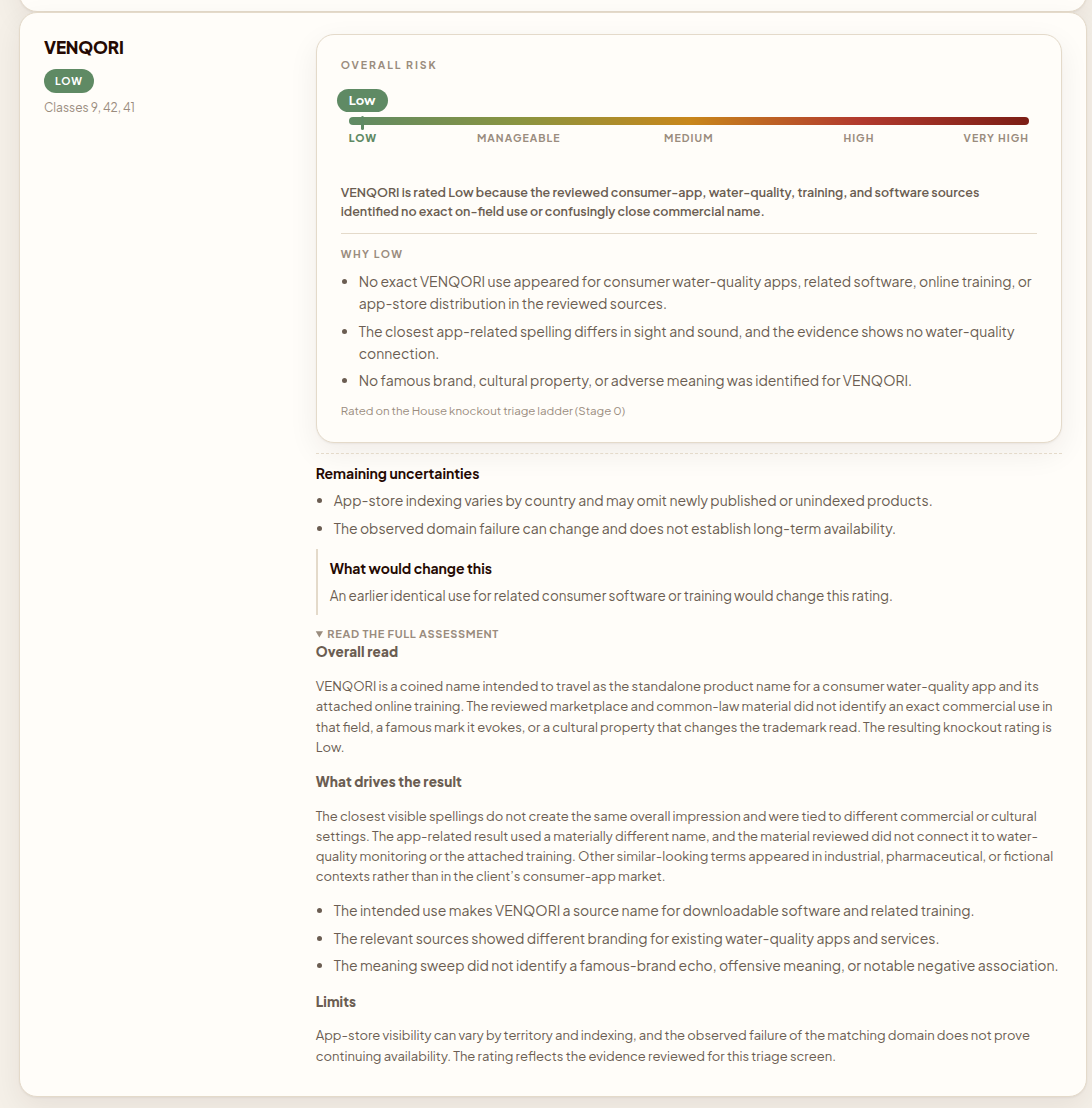 VENQORI
LOW
Classes 9, 42, 41
OVERALL RISK
Low
LOW MANAGEABLE MEDIUM HIGH VERY HIGH
VENQORI is rated Low because the reviewed consumer-app, water-quality, training, and software sources
identified no exact on-field use or confusingly close commercial name.
WHY LOW
• No exact VENQORI use appeared for consumer water-quality apps, related software, online training, or
app-store distribution in the reviewed sources.
• The closest app-related spelling differs in sight and sound, and the evidence shows no water-quality
connection.
• No famous brand, cultural property, or adverse meaning was identified for VENQORI.
Rated on the House knockout triage ladder (Stage 0)
Remaining uncertainties
• App-store indexing varies by country and may omit newly published or unindexed products.
• The observed domain failure can change and does not establish long-term availability.
What would change this
An earlier identical use for related consumer software or training would change this rating.
▼ READ THE FULL ASSESSMENT
Overall read
VENQORI is a coined name intended to travel as the standalone product name for a consumer water-quality app and its
attached online training. The reviewed marketplace and common-law material did not identify an exact commercial use in
that field, a famous mark it evokes, or a cultural property that changes the trademark read. The resulting knockout rating is
Low.
What drives the result
The closest visible spellings do not create the same overall impression and were tied to different commercial or cultural
settings. The app-related result used a materially different name, and the material reviewed did not connect it to water-
quality monitoring or the attached training. Other similar-looking terms appeared in industrial, pharmaceutical, or fictional
contexts rather than in the client's consumer-app market.
• The intended use makes VENQORI a source name for downloadable software and related training.
• The relevant sources showed different branding for existing water-quality apps and services.
• The meaning sweep did not identify a famous-brand echo, offensive meaning, or notable negative association.
Limits
App-store visibility can vary by territory and indexing, and the observed failure of the matching domain does not prove
continuing availability. The rating reflects the evidence reviewed for this triage screen.